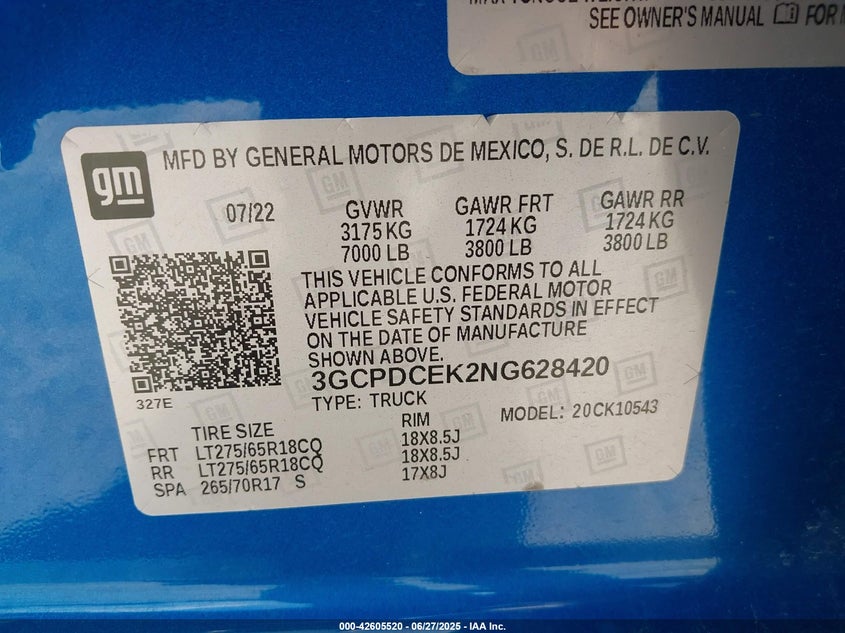 SEE OWNER'S MANUAL FOR
gm
MFD BY GENERAL MOTORS DE MEXICO, S. DE R.L. DE C.V.
07/22 GVWR GAWR FRT GAWR RR
3175 KG 1724 KG 1724 KG
7000 LB 3800 LB 3800 LB
THIS VEHICLE CONFORMS TO ALL
APPLICABLE U.S. FEDERAL MOTOR
VEHICLE SAFETY STANDARDS IN EFFECT
ON THE DATE OF MANUFACTURE
SHOWN ABOVE.
3GCPDCEK2NG628420
327E
TYPE: TRUCK MODEL: 20CK10543
TIRE SIZE RIM
FRT LT275/65R18CQ 18X8.5J
RR LT275/65R18CQ 18X8.5J
SPA 265/70R17 S 17X8J
000-42605520 - 06/27/2025 - IAA Inc.